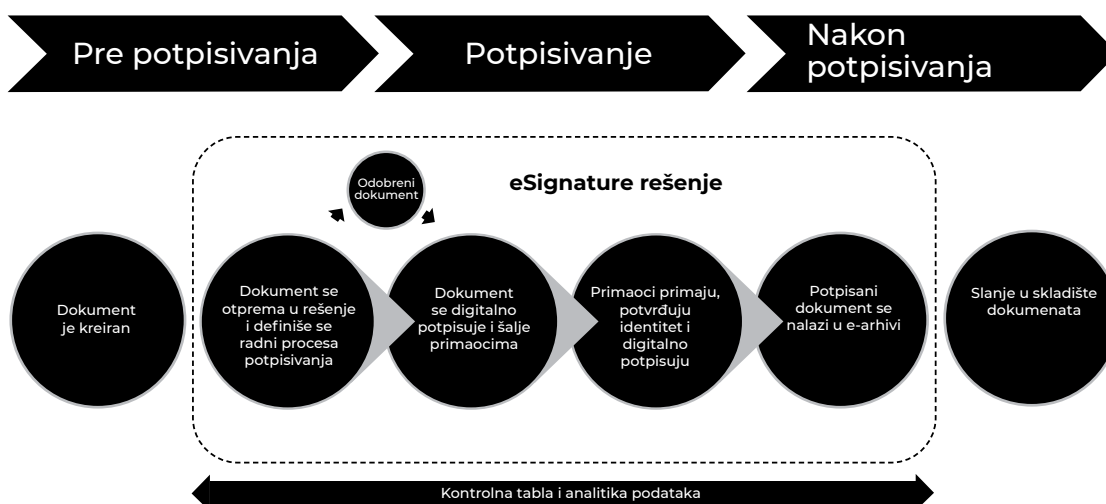 Pre potpisivanja
Potpisivanje
Nakon
potpisivanja
Odobreni
dokument
eSignature rešenje
Dokument
je kreiran
Dokument se
otprema u rešenje
i definiše se
radni procesa
potpisivanja
Dokument
se digitalno
potpisuje i šalje
primaocima
Primaoci primaju,
potvrđuju
identitet i
digitalno
potpisuju
Potpisani
dokument se
nalazi u e-arhivi
Slanje u skladište
dokumenata
Kontrolna tabla i analitika podataka